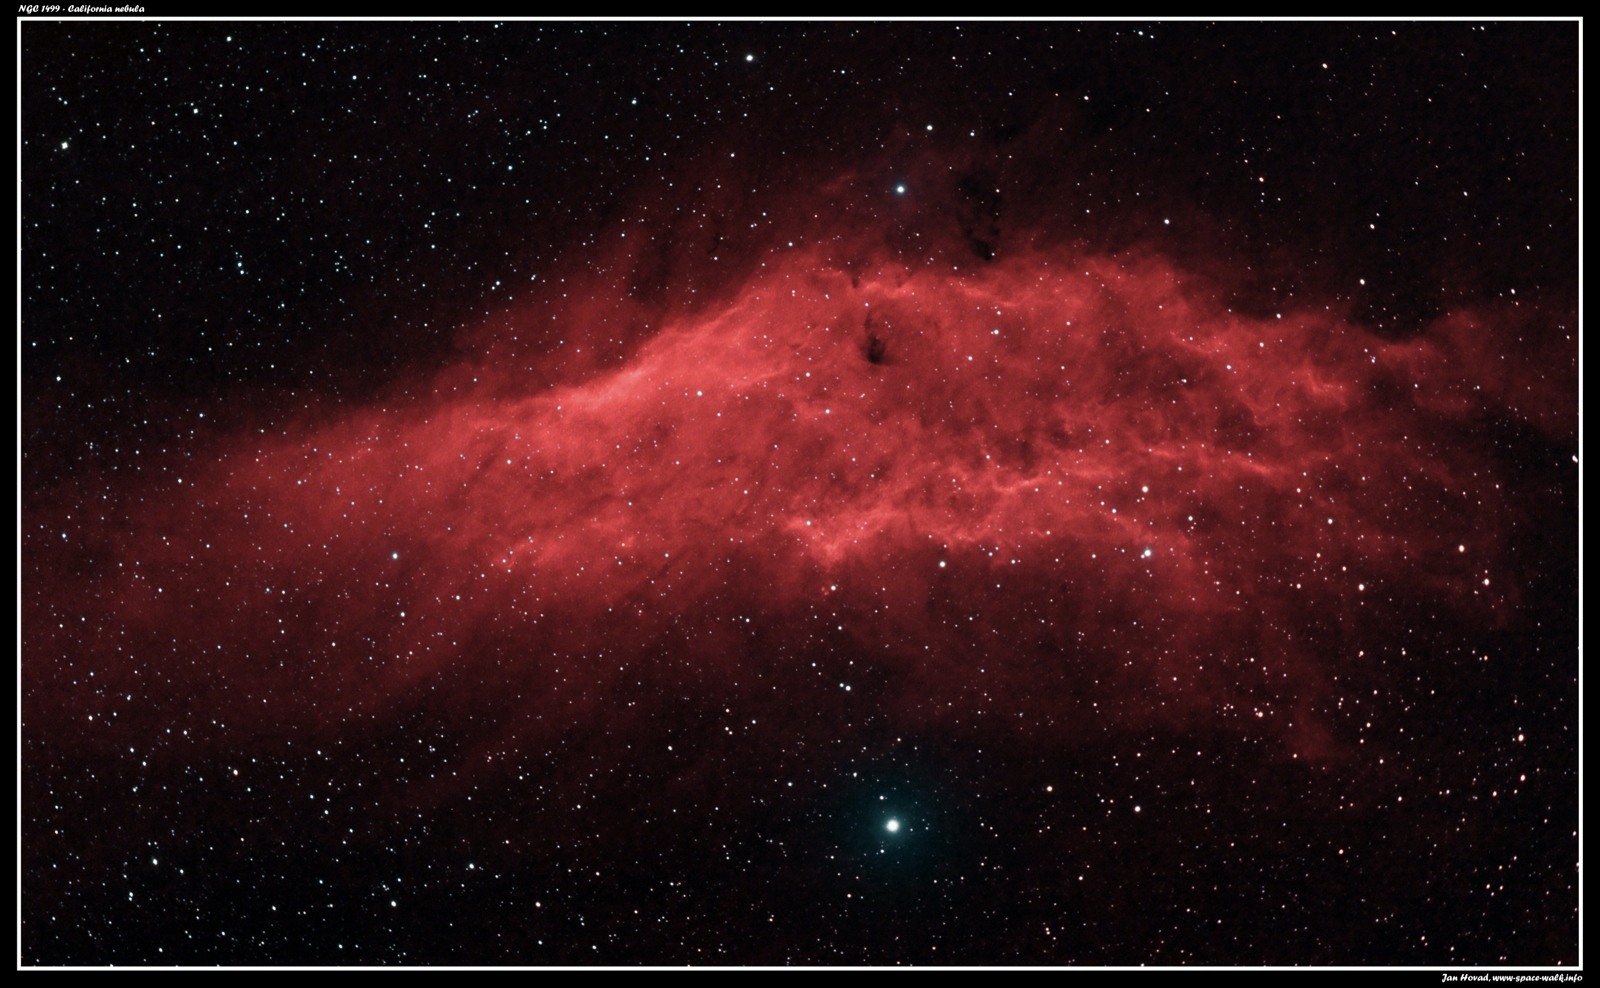 NGC 1499 - California nebula
Jan Hovad, www-space-walk.info